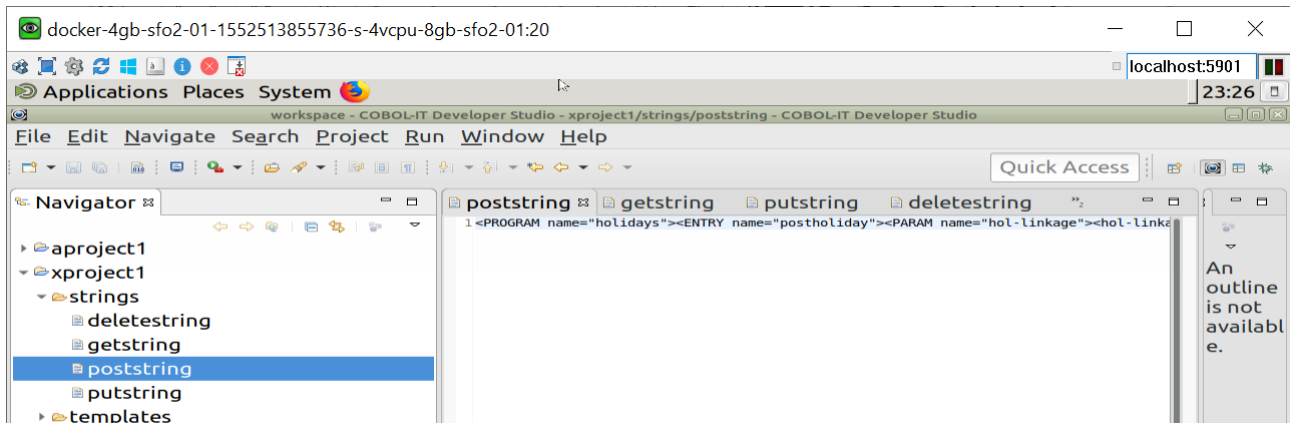 docker-4gb-sfo2-01-1552513855736-s-4vcpu-8gb-sfo2-01:20
localhost:5901
Applications Places System 23:26
workspace - COBOL-IT Developer Studio - xproject1/strings/poststring - COBOL-IT Developer Studio
File Edit Navigate Search Project Run Window Help
Quick Access
Navigator
poststring getstring putstring deletestring
1 <PROGRAM name="holidays"><ENTRY name="postholiday"><PARAM name="hol-linkage"><hol-linka
aproject1
xproject1
strings
deletestring
getstring
poststring
putstring
templates
An
outline
is not
availabl
e.